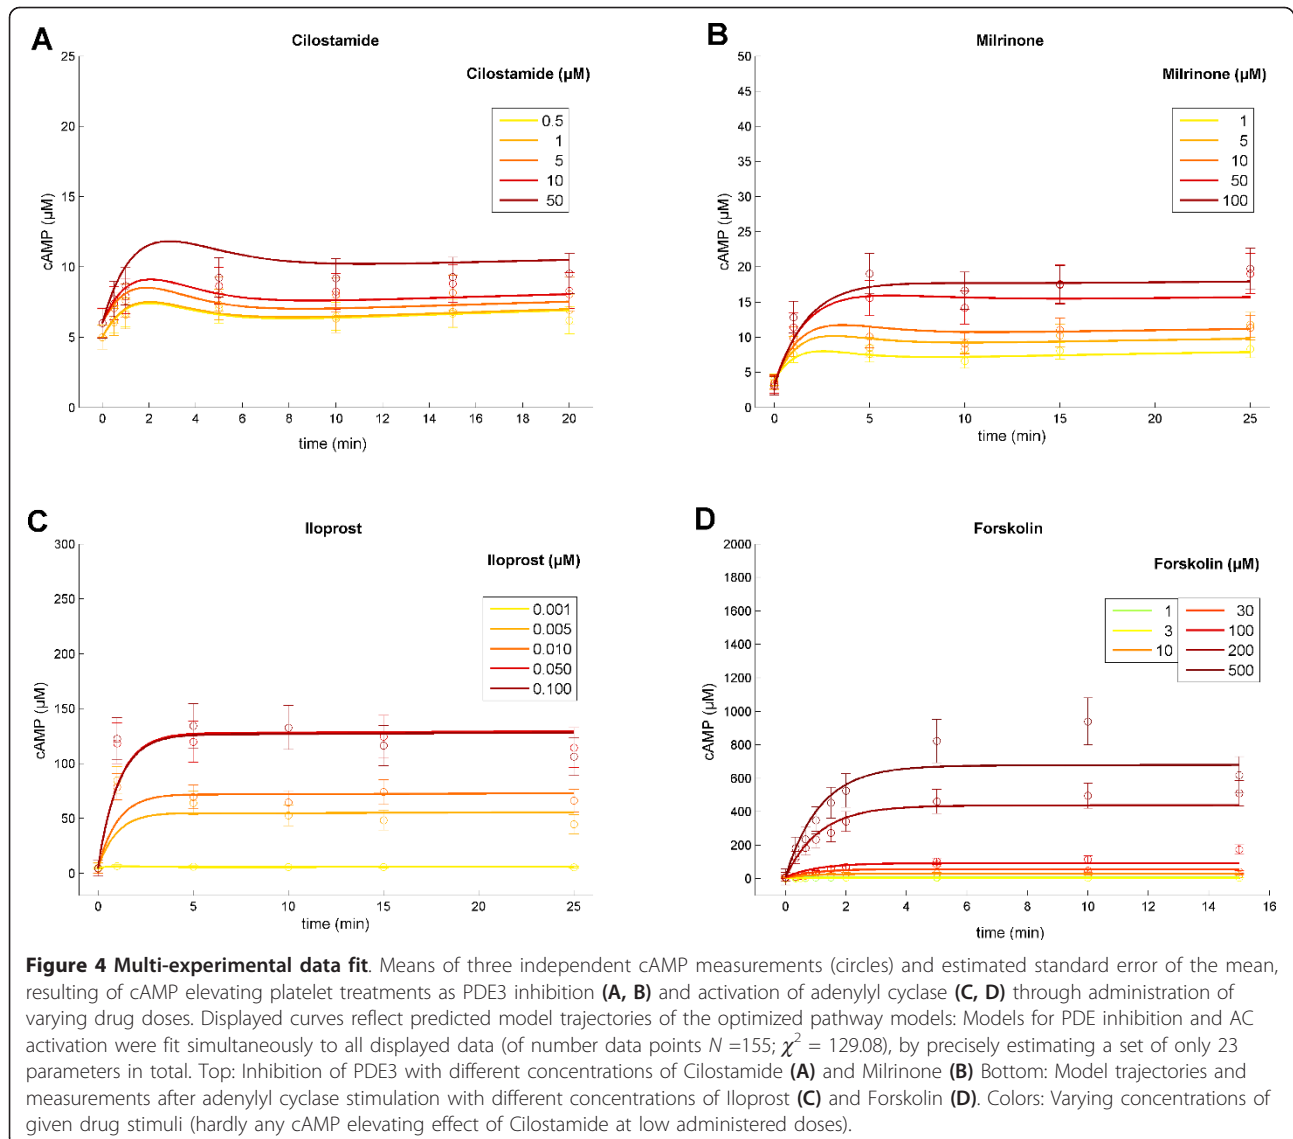 A
Cilostamide
25
20
15
10
5
0
cAMP (µM)
Cilostamide (µM)
0.5
1
5
10
50
0 2 4 6 8 10 12 14 16 18 20
time (min)
B
Milrinone
50
45
40
35
30
25
20
15
10
5
0
cAMP (µM)
Milrinone (µM)
1
5
10
50
100
0 5 10 15 20 25
time (min)
C
Iloprost
300
250
200
150
100
50
0
cAMP (µM)
Iloprost (µM)
0.001
0.005
0.010
0.050
0.100
0 5 10 15 20 25
time (min)
D
Forskolin
2000
1800
1600
1400
1200
1000
800
600
400
200
0
cAMP (µM)
Forskolin (µM)
1
3
10
30
100
200
500
0 2 4 6 8 10 12 14 16
time (min)
Figure 4 Multi-experimental data fit. Means of three independent cAMP measurements (circles) and estimated standard error of the mean,
resulting of cAMP elevating platelet treatments as PDE3 inhibition (A, B) and activation of adenylyl cyclase (C, D) through administration of
varying drug doses. Displayed curves reflect predicted model trajectories of the optimized pathway models: Models for PDE inhibition and AC
activation were fit simultaneously to all displayed data (of number data points N =155; χ² = 129.08), by precisely estimating a set of only 23
parameters in total. Top: Inhibition of PDE3 with different concentrations of Cilostamide (A) and Milrinone (B) Bottom: Model trajectories and
measurements after adenylyl cyclase stimulation with different concentrations of Iloprost (C) and Forskolin (D). Colors: Varying concentrations of
given drug stimuli (hardly any cAMP elevating effect of Cilostamide at low administered doses).